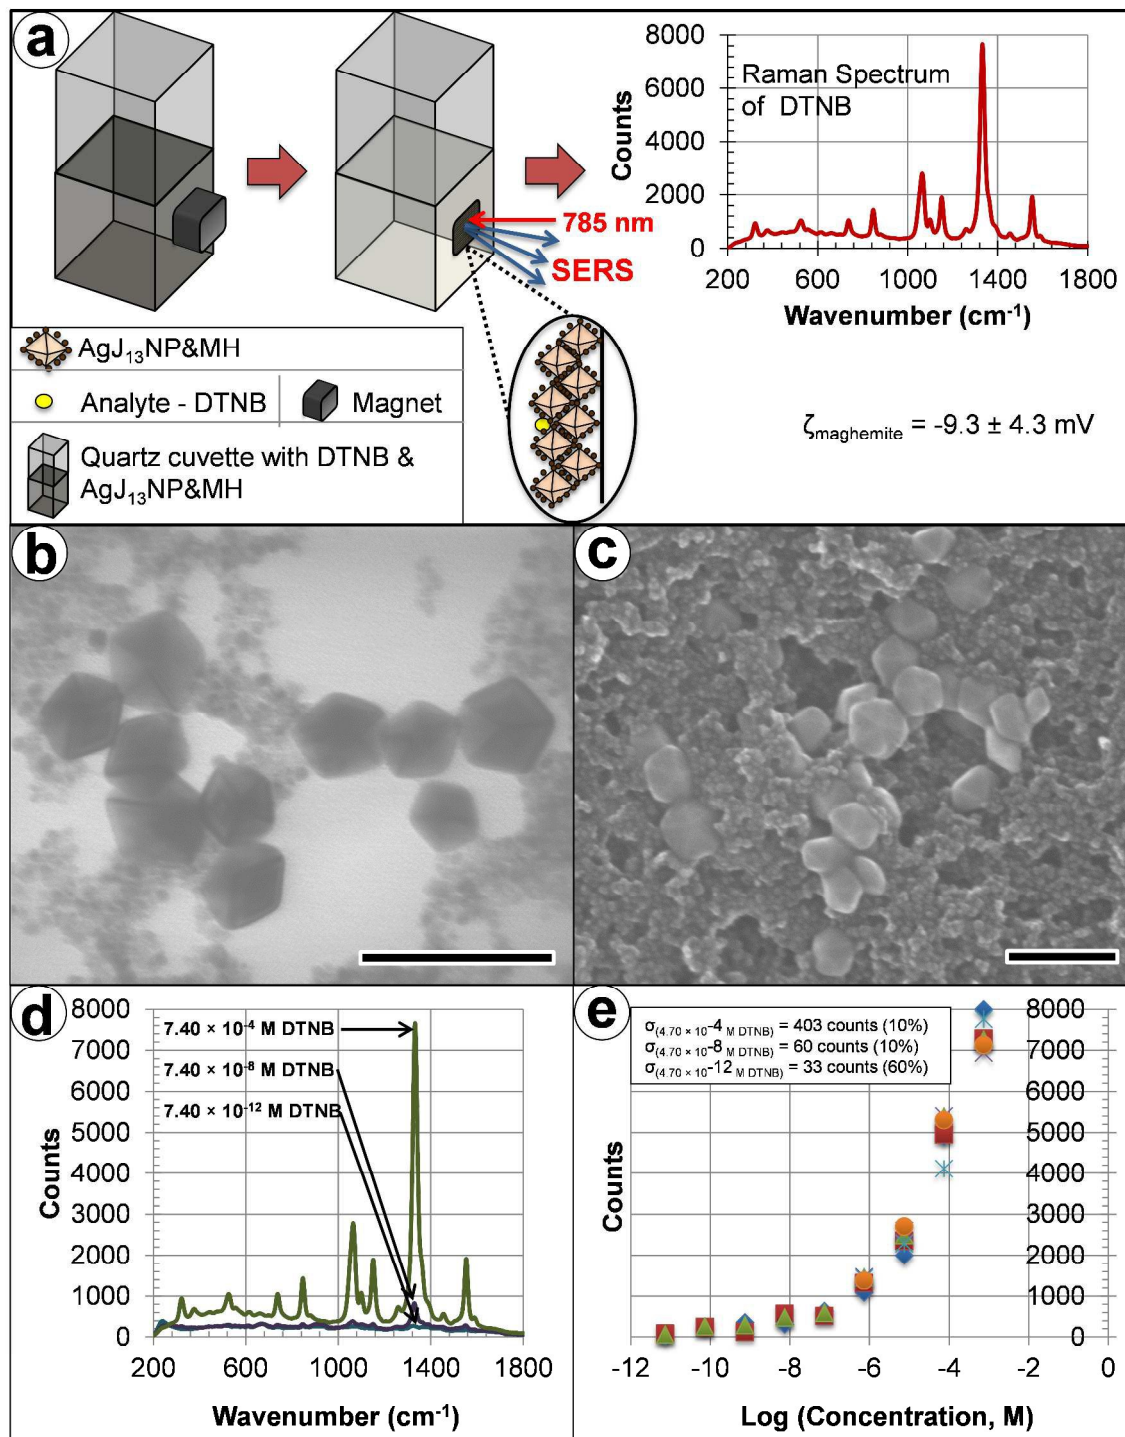 a
Raman Spectrum
of DTNB
8000
6000
4000
2000
0
Counts
200 600 1000 1400 1800
Wavenumber (cm⁻¹)
785 nm
SERS
AgJ₁₃NP&MH
Analyte - DTNB
Magnet
Quartz cuvette with DTNB &
AgJ₁₃NP&MH
ζmaghemite = -9.3 ± 4.3 mV
b
c
d
8000
7000
6000
5000
4000
3000
2000
1000
0
Counts
7.40 × 10⁻⁴ M DTNB
7.40 × 10⁻⁸ M DTNB
7.40 × 10⁻¹² M DTNB
200 600 1000 1400 1800
Wavenumber (cm⁻¹)
e
σ(4.70 × 10-4 M DTNB) = 403 counts (10%)
σ(4.70 × 10-8 M DTNB) = 60 counts (10%)
σ(4.70 × 10-12 M DTNB) = 33 counts (60%)
Counts
8000
7000
6000
5000
4000
3000
2000
1000
0
-12 -10 -8 -6 -4 -2 0
Log (Concentration, M)